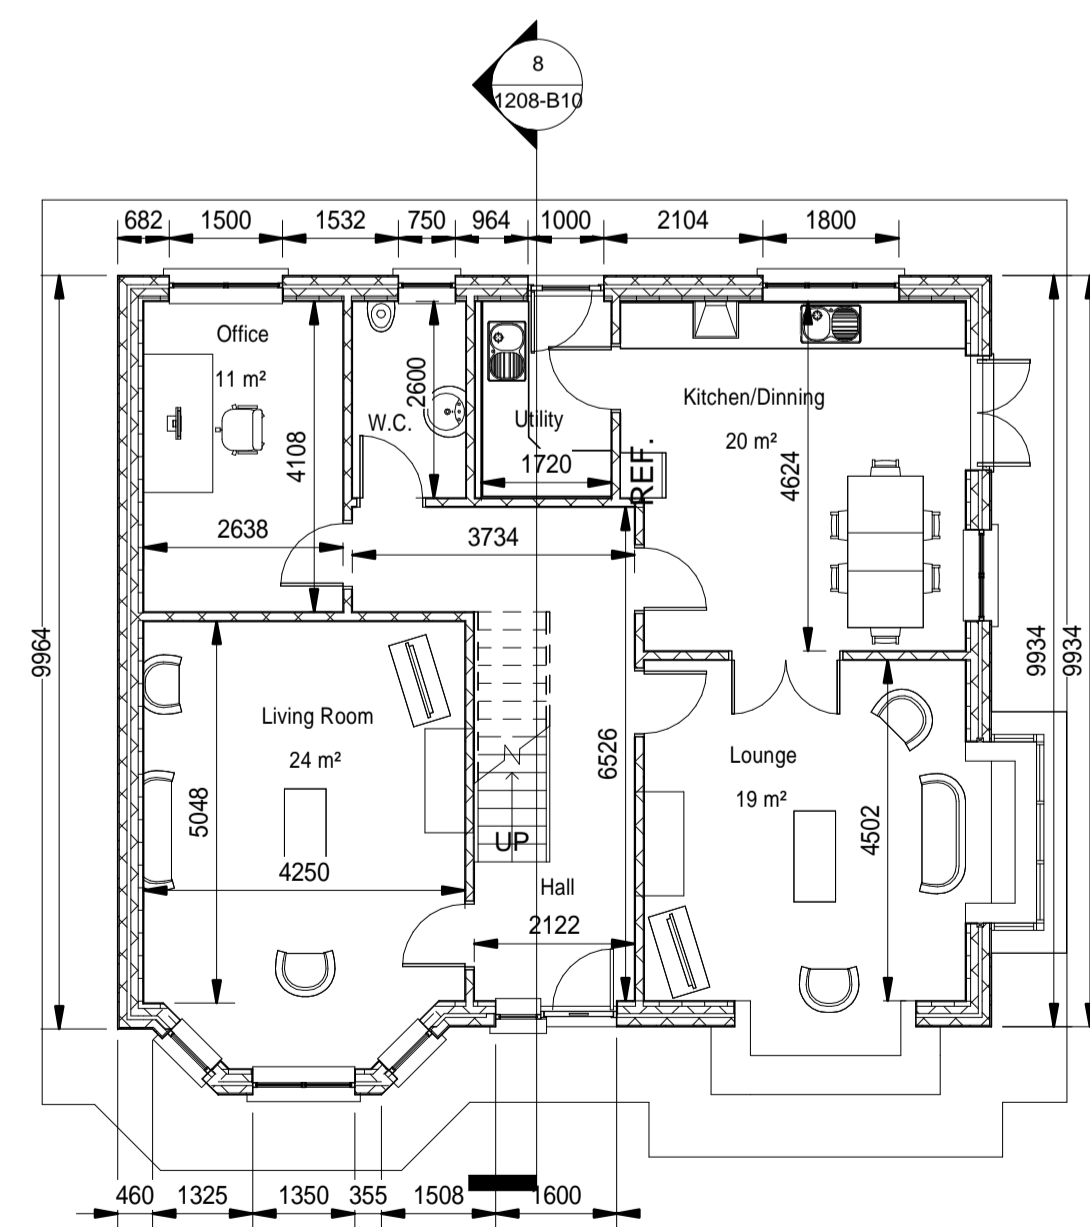 8
1208-B10
682 1500 1532 750 964 1000 2104 1800
Office
11 m²
4108
2638
W.C.
2600
Utility
1720
REF.
Kitchen/Dinning
20 m²
4624
3734
9964
9934
9934
Living Room
24 m²
5048
4250
UP
6526
Hall
2122
Lounge
19 m²
4502
460 1325 1350 355 1508 1600